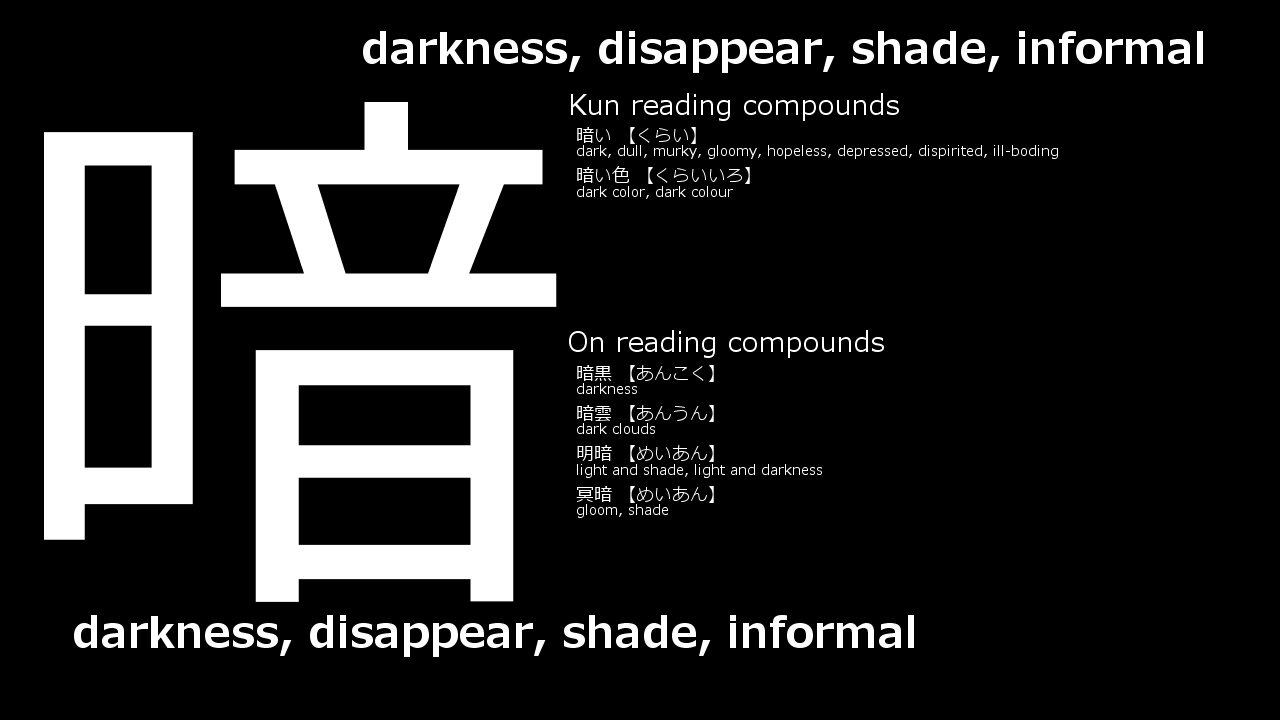 darkness, disappear, shade, informal
暗
Kun reading compounds
暗い 【くらい】
dark, dull, murky, gloomy, hopeless, depressed, dispirited, ill-boding
暗い色 【くらいいろ】
dark color, dark colour
On reading compounds
暗黒 【あんこく】
darkness
暗雲 【あんうん】
dark clouds
明暗 【めいあん】
light and shade, light and darkness
冥暗 【めいあん】
gloom, shade
darkness, disappear, shade, informal